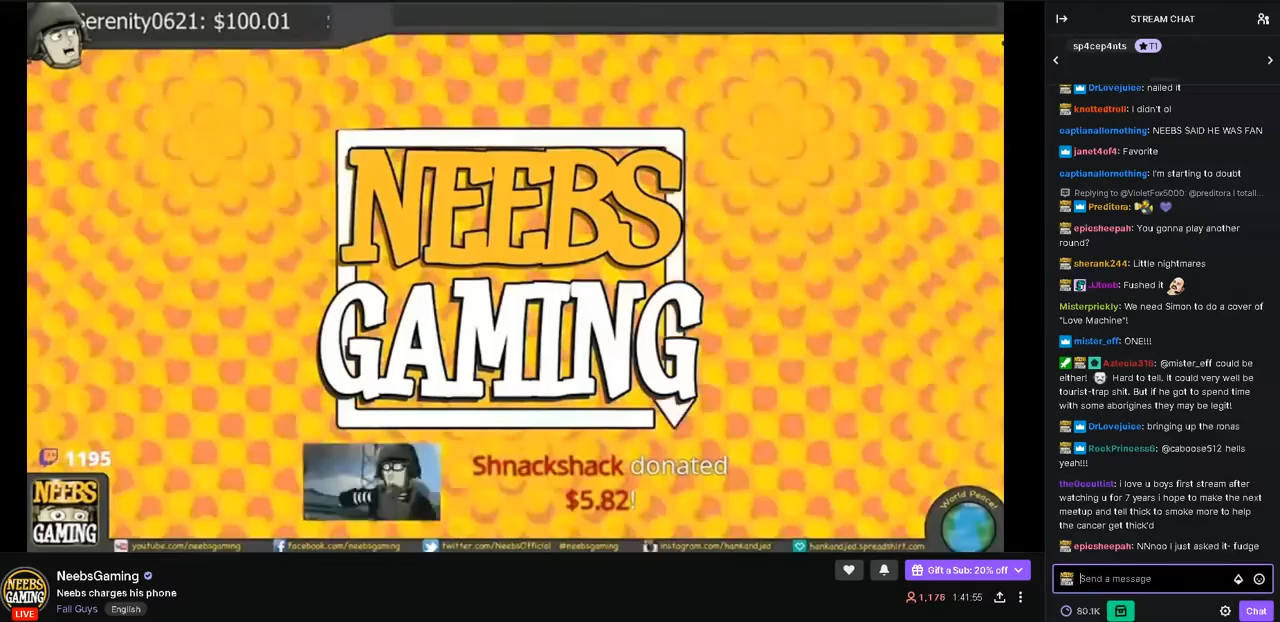 Serenity0621: $100.01
NEEBS
GAMING
1195
NEEBS
GAMING
Shnackshack donated
$5.82!
World Peace!
youtube.com/neebsgaming
facebook.com/neebsgaming
twitter.com/NeebsOfficial #neebsgaming
instagram.com/hankandjed
hankandjed.spreadshirt.com
NEEBS
GAMING
LIVE
NeebsGaming
Neebs charges his phone
Fall Guys English
Gift a Sub: 20% off
1,176 1:41:55
STREAM CHAT
sp4cep4nts T1
DrLovejuice: nailed it
knottedtroll: I didn't ol
captianallornothing: NEEBS SAID HE WAS FAN
janet4of4: Favorite
captianallornothing: I'm starting to doubt
Replying to @VioletFox5000: @preditora I totall...
Preditora:
epicsheepah: You gonna play another
round?
sherank244: Little nightmares
JJtoob: Fushed it
Misterprickly: We need Simon to do a cover of
"Love Machine"!
mister_eff: ONE!!!
Aztecia316: @mister_eff could be
either! Hard to tell. It could very well be
tourist-trap shit. But if he got to spend time
with some aborigines they may be legit!
DrLovejuice: bringing up the ronas
RockPrincess6: @caboose512 hells
yeah!!!
the0ccultist: i love u boys first stream after
watching u for 7 years i hope to make the next
meetup and tell thick to smoke more to help
the cancer get thick'd
epicsheepah: NNnoo I just asked it- fudge
Send a message
80.1K
Chat